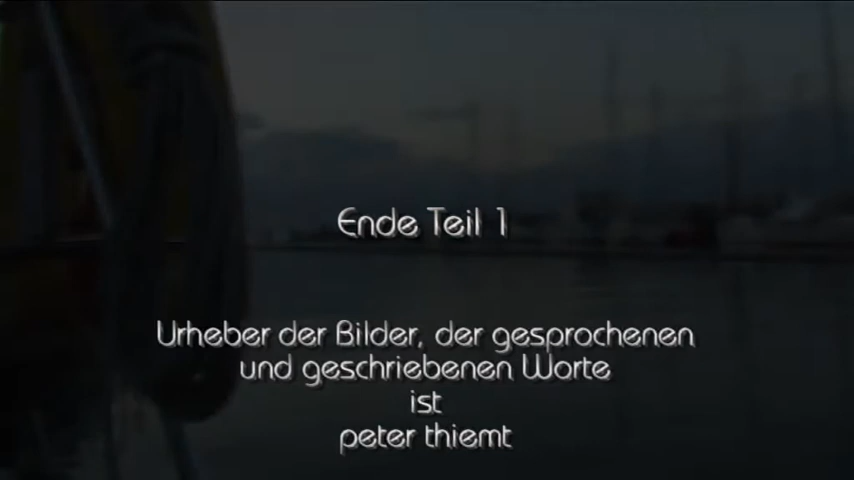 Ende Teil 1
Urheber der Bilder, der gesprochenen
und geschriebenen Worte
ist
peter thiemt